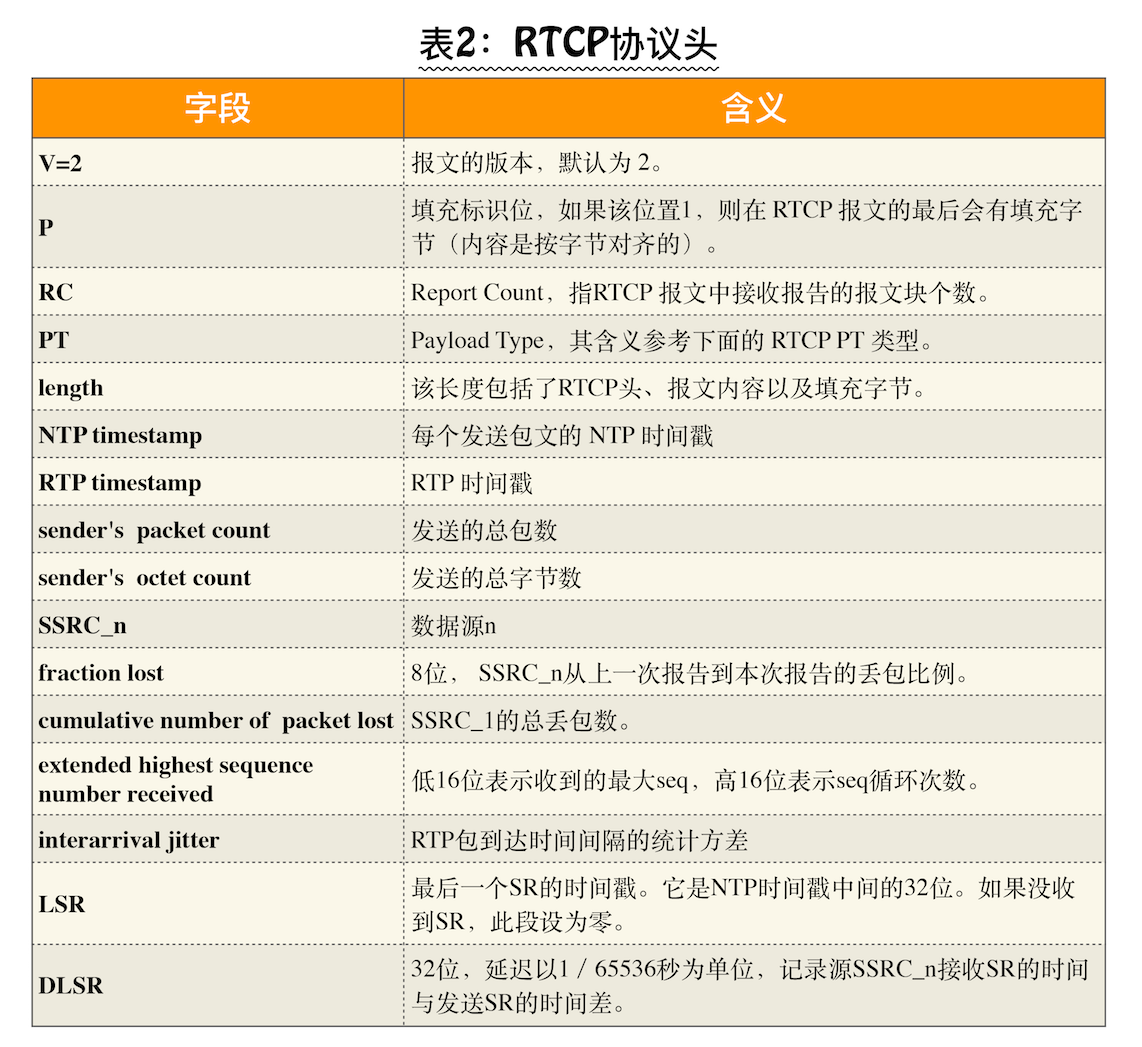 表2：RTCP协议头
字段 含义
V=2 报文的版本，默认为 2。
P 填充标识位，如果该位置1，则在 RTCP 报文的最后会有填充字
节（内容是按字节对齐的）。
RC Report Count，指RTCP 报文中接收报告的报文块个数。
PT Payload Type，其含义参考下面的 RTCP PT 类型。
length 该长度包括了RTCP头、报文内容以及填充字节。
NTP timestamp 每个发送包文的 NTP 时间戳
RTP timestamp RTP 时间戳
sender's packet count 发送的总包数
sender's octet count 发送的总字节数
SSRC_n 数据源n
fraction lost 8位， SSRC_n从上一次报告到本次报告的丢包比例。
cumulative number of packet lost SSRC_1的总丢包数。
extended highest sequence
number received 低16位表示收到的最大seq，高16位表示seq循环次数。
interarrival jitter RTP包到达时间间隔的统计方差
LSR 最后一个SR的时间戳。它是NTP时间戳中间的32位。如果没收
到SR，此段设为零。
DLSR 32位，延迟以1／65536秒为单位，记录源SSRC_n接收SR的时间
与发送SR的时间差。